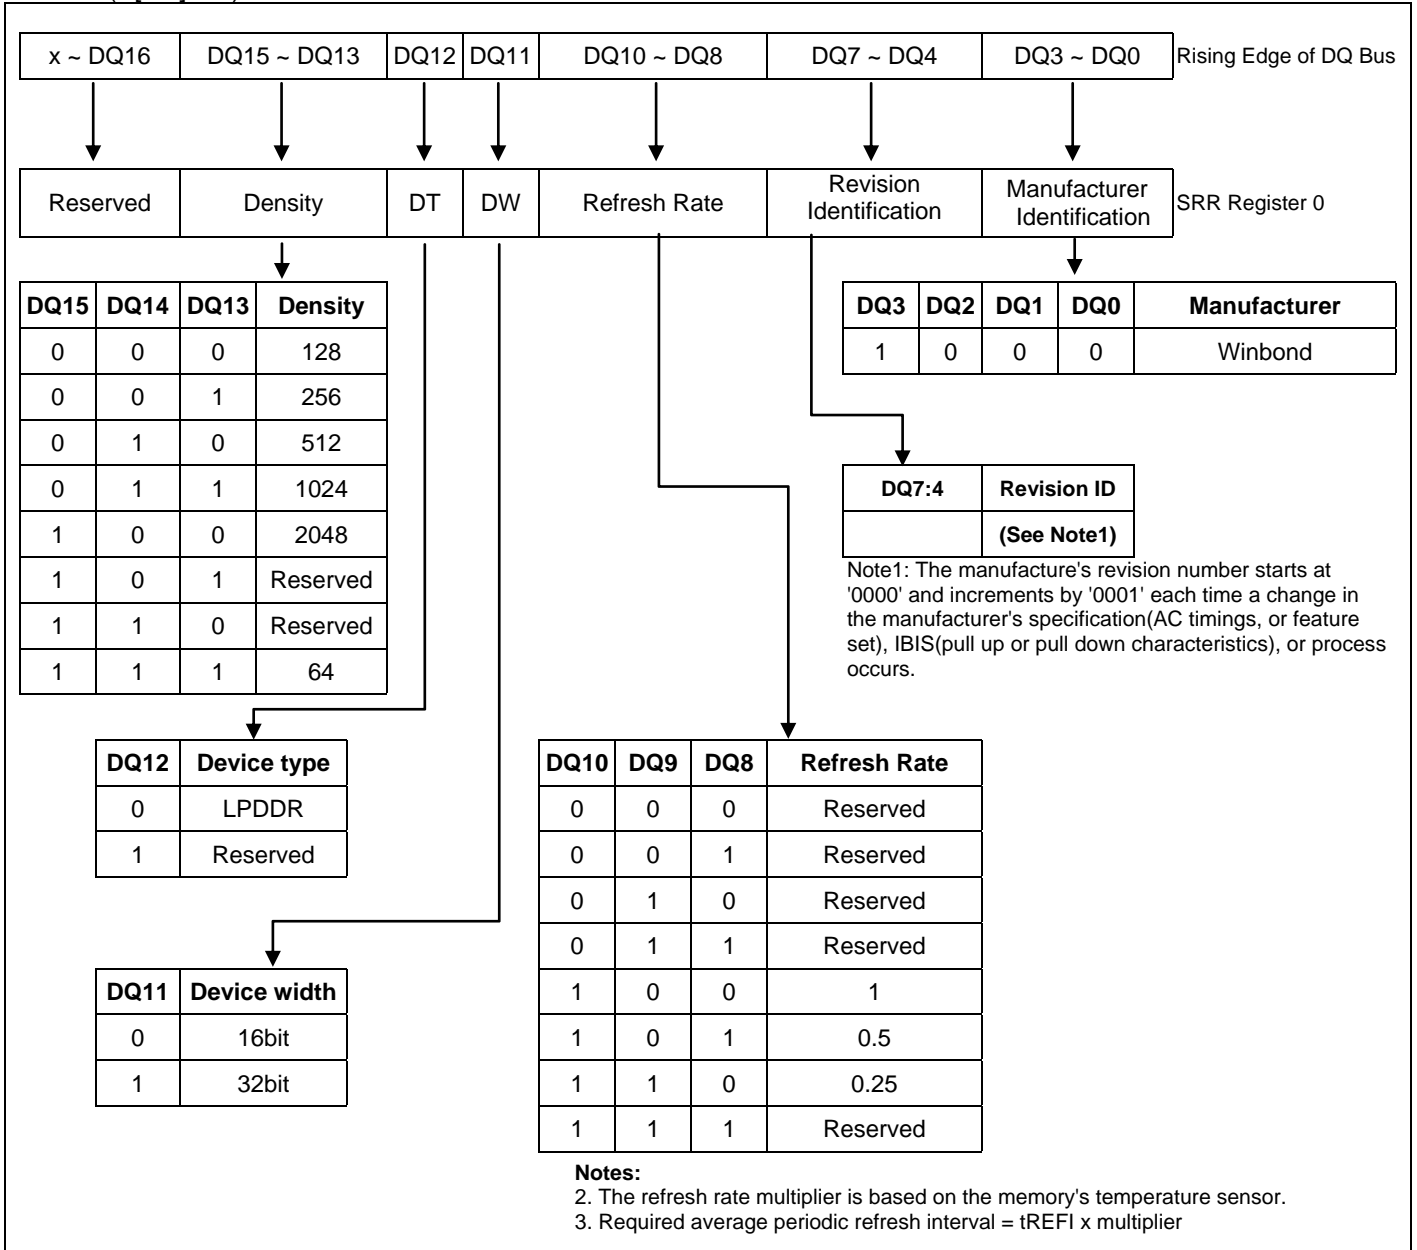 x ~ DQ16 DQ15 ~ DQ13 DQ12 DQ11 DQ10 ~ DQ8 DQ7 ~ DQ4 DQ3 ~ DQ0 Rising Edge of DQ Bus
Reserved Density DT DW Refresh Rate Revision Identification Manufacturer Identification SRR Register 0
DQ15 DQ14 DQ13 Density
0 0 0 128
0 0 1 256
0 1 0 512
0 1 1 1024
1 0 0 2048
1 0 1 Reserved
1 1 0 Reserved
1 1 1 64
DQ3 DQ2 DQ1 DQ0 Manufacturer
1 0 0 0 Winbond
DQ7:4 Revision ID
(See Note1)
Note1: The manufacture's revision number starts at
'0000' and increments by '0001' each time a change in
the manufacturer's specification(AC timings, or feature
set), IBIS(pull up or pull down characteristics), or process
occurs.
DQ12 Device type
0 LPDDR
1 Reserved
DQ11 Device width
0 16bit
1 32bit
DQ10 DQ9 DQ8 Refresh Rate
0 0 0 Reserved
0 0 1 Reserved
0 1 0 Reserved
0 1 1 Reserved
1 0 0 1
1 0 1 0.5
1 1 0 0.25
1 1 1 Reserved
Notes:
2. The refresh rate multiplier is based on the memory's temperature sensor.
3. Required average periodic refresh interval = tREFI x multiplier